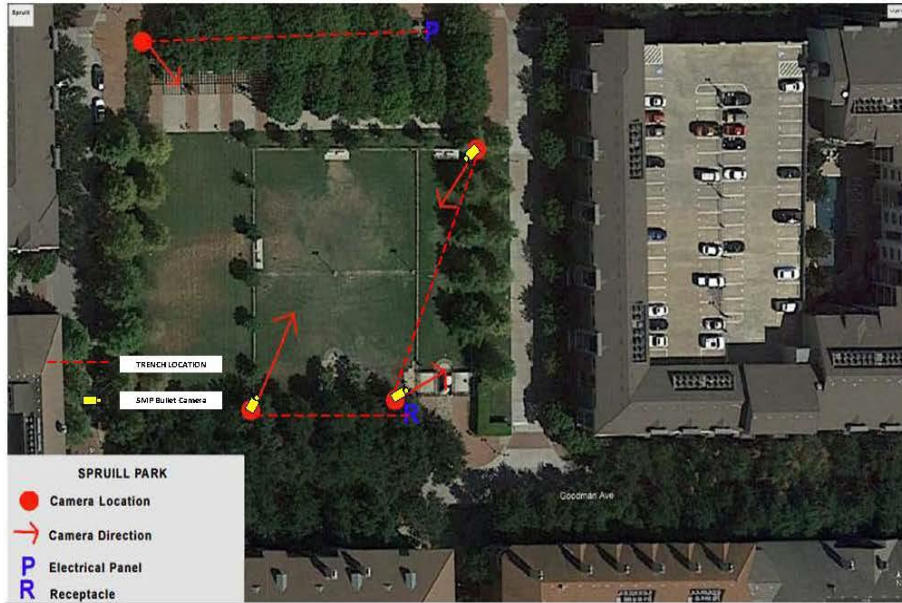 Spruill
P
R
TRENCH LOCATION
5MP Bullet Camera
SPRUILL PARK
Camera Location
Camera Direction
P Electrical Panel
R Receptacle
Goodman Ave
N